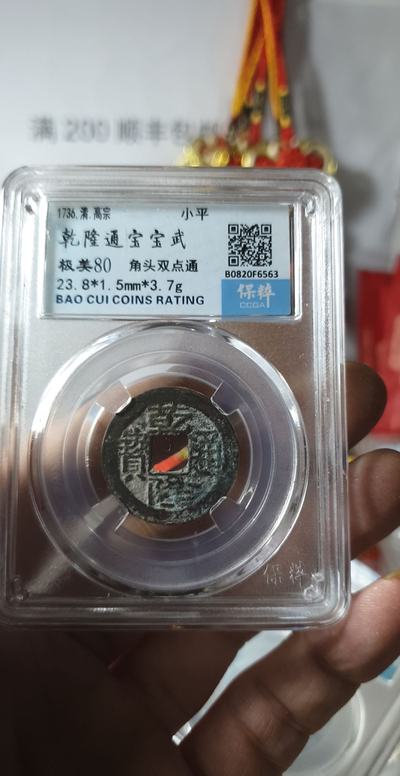 满 200 顺丰包邮
1736.清.高宗 小平
乾隆通宝宝武
极美80 角头双点通
B0820F6563
23.8*1.5mm*3.7g
保粹
CCGA
BAO CUI COINS RATING
乾隆通寳
保粹